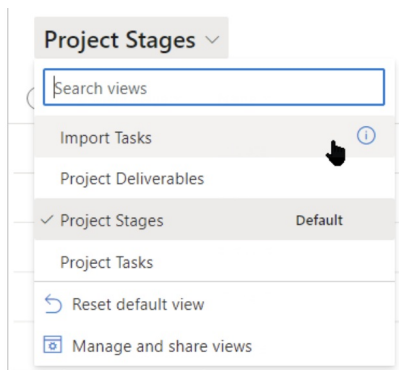 Project Stages
Search views
Import Tasks
Project Deliverables
Project Stages Default
Project Tasks
Reset default view
Manage and share views